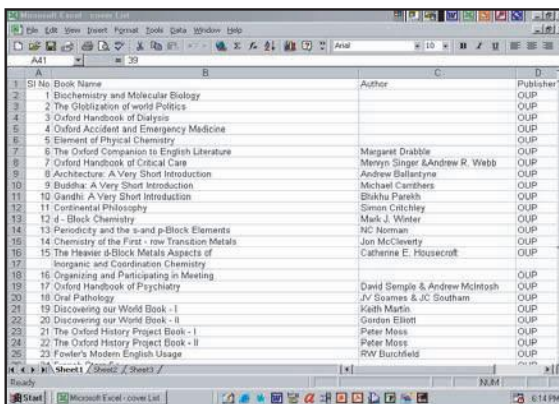 Microsoft Excel - cover List
File Edit View Insert Format Tools Data Window Help
Arial 10 B I U
A41 = 39
A B C D
1 Sl No Book Name Author Publisher
2 1 Biochemistry and Molecular Biology OUP
3 2 The Globlization of world Politics OUP
4 3 Oxford Handbook of Dialysis OUP
5 4 Oxford Accident and Emergency Medicine OUP
6 5 Element of Phyical Chemistry OUP
7 6 The Oxford Companion to English Literature Margaret Drabble OUP
8 7 Oxford Handbook of Critical Care Mervyn Singer &Andrew R. Webb OUP
9 8 Architecture: A Very Short Introduction Andrew Ballantyne OUP
10 9 Buddha: A Very Short Introduction Michael Carrithers OUP
11 10 Gandhi: A Very Short Introduction Bhikhu Parekh OUP
12 11 Continental Philosophy Simon Critchley OUP
13 12 d - Block Chemistry Mark J. Winter OUP
14 13 Periodicity and the s-and p-Block Elements NC Norman OUP
15 14 Chemistry of the First - row Transition Metals Jon McCleverty OUP
16 15 The Heavier d-Block Metals Aspects of Catherine E. Housecroft OUP
17 Inorganic and Coordination Chemistry
18 16 Organizing and Participating in Meeting OUP
19 17 Oxford Handbook of Psychiatry David Semple & Andrew McIntosh OUP
20 18 Oral Pathology JV Soames & JC Southam OUP
21 19 Discovering our World Book - I Keith Martin OUP
22 20 Discovering our World Book - II Gordon Elliott OUP
23 21 The Oxford History Project Book - I Peter Moss OUP
24 22 The Oxford History Project Book - II Peter Moss OUP
25 23 Fowler's Modern English Usage RW Burchfield OUP
Sheet1 Sheet2 Sheet3
Ready NUM
Start Microsoft Excel - cover List 6:14 PM